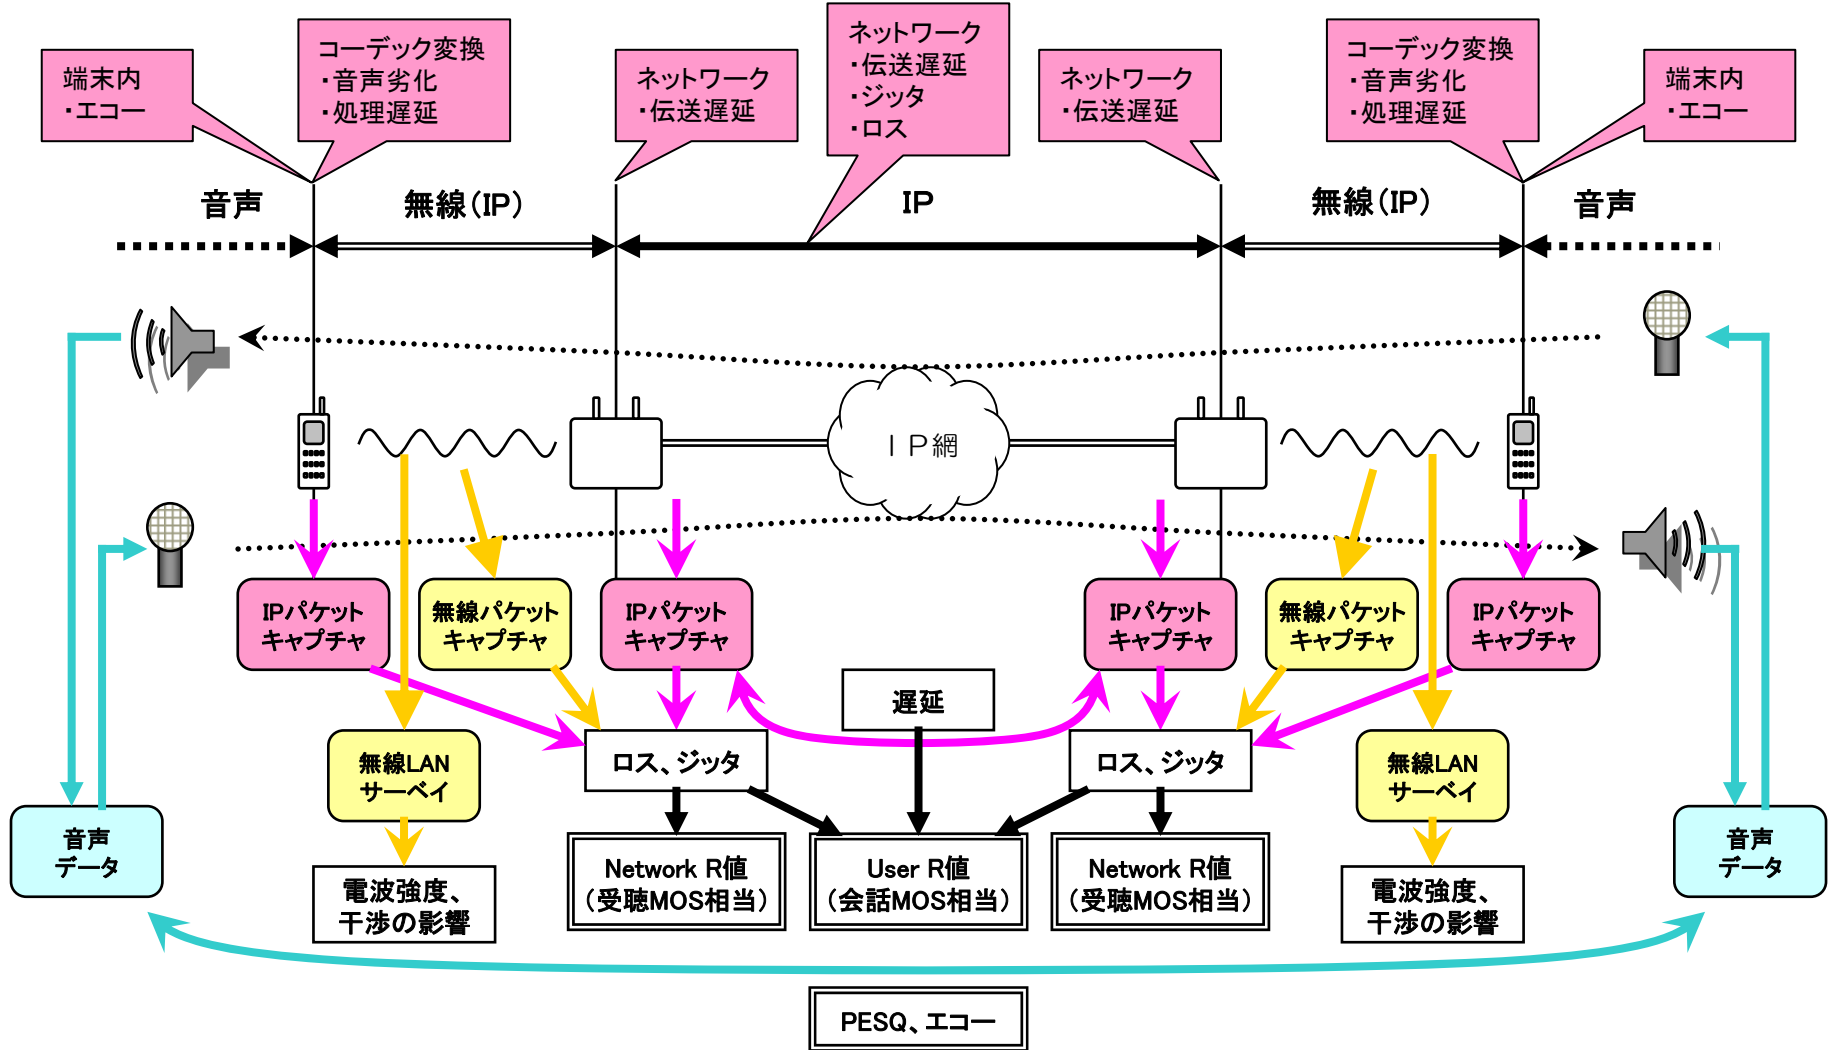 端末内
・エコー
コーデック変換
・音声劣化
・処理遅延
ネットワーク
・伝送遅延
ネットワーク
・伝送遅延
・ジッタ
・ロス
ネットワーク
・伝送遅延
コーデック変換
・音声劣化
・処理遅延
端末内
・エコー
音声
無線(IP)
IP
無線(IP)
音声
IP網
IPパケット
キャプチャ
無線パケット
キャプチャ
IPパケット
キャプチャ
IPパケット
キャプチャ
無線パケット
キャプチャ
IPパケット
キャプチャ
遅延
無線LAN
サーベイ
ロス、ジッタ
ロス、ジッタ
無線LAN
サーベイ
音声
データ
電波強度、
干渉の影響
Network R値
(受聴MOS相当)
User R値
(会話MOS相当)
Network R値
(受聴MOS相当)
電波強度、
干渉の影響
音声
データ
PESQ、エコー